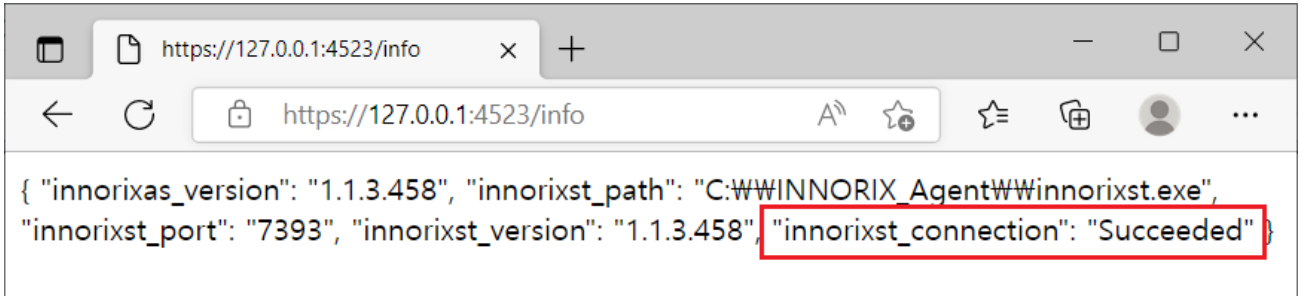 https://127.0.0.1:4523/info
https://127.0.0.1:4523/info
{ "innorixas_version": "1.1.3.458", "innorixst_path": "C:₩₩INNORIX_Agent₩₩innorixst.exe",
"innorixst_port": "7393", "innorixst_version": "1.1.3.458", "innorixst_connection": "Succeeded" }